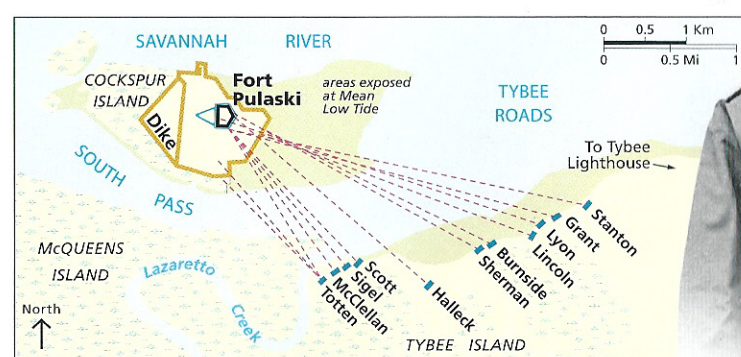 SAVANNAH RIVER
0 0.5 1 Km
0 0.5 Mi 1
COCKSPUR
ISLAND
Fort
Pulaski
areas exposed
at Mean
Low Tide
TYBEE
ROADS
Dike
To Tybee
Lighthouse
SOUTH PASS
Stanton
Grant
Lyon
Lincoln
Burnside
Sherman
Halleck
Scott
Sigel
McClellan
Totten
McQUEENS
ISLAND
Lazaretto
Creek
North
TYBEE ISLAND